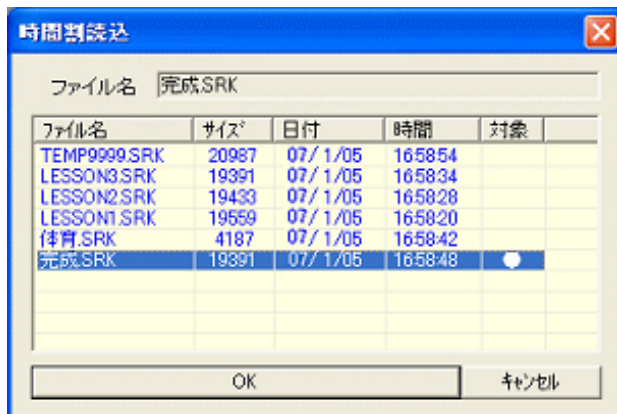 時間割読込
ファイル名 完成.SRK
ファイル名 サイズ 日付 時間 対象
TEMP9999.SRK 20987 07/ 1/05 16:58:54
LESSON3.SRK 19391 07/ 1/05 16:58:34
LESSON2.SRK 19433 07/ 1/05 16:58:28
LESSON1.SRK 19559 07/ 1/05 16:58:20
体育.SRK 4187 07/ 1/05 16:58:42
完成.SRK 19391 07/ 1/05 16:58:48 ●
OK キャンセル